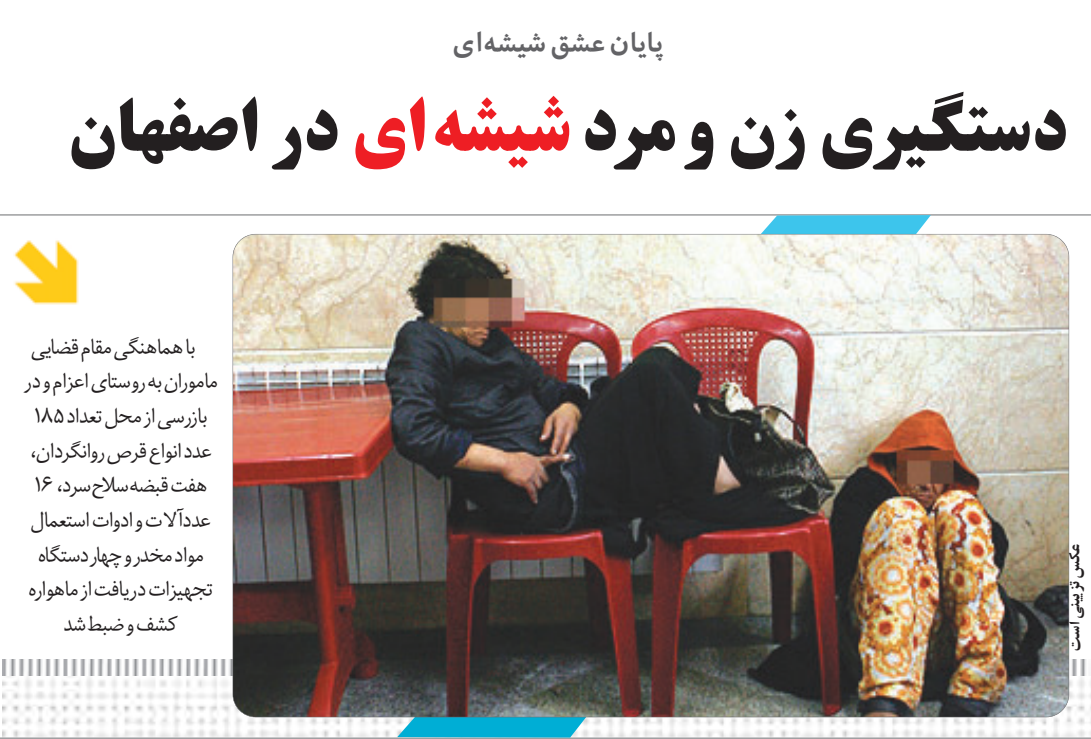 پایان عشق شیشه‌ای
دستگیری زن و مرد شیشه‌ای در اصفهان
با هماهنگی مقام قضایی
ماموران به روستای اعزام و در
بازرسی از محل تعداد ۱۸۵
عدد انواع قرص روانگردان،
هفت قبضه سلاح سرد، ۱۶
عدد آلات و ادوات استعمال
مواد مخدر و چهار دستگاه
تجهیزات دریافت از ماهواره
کشف و ضبط شد
عکس تزیینی است